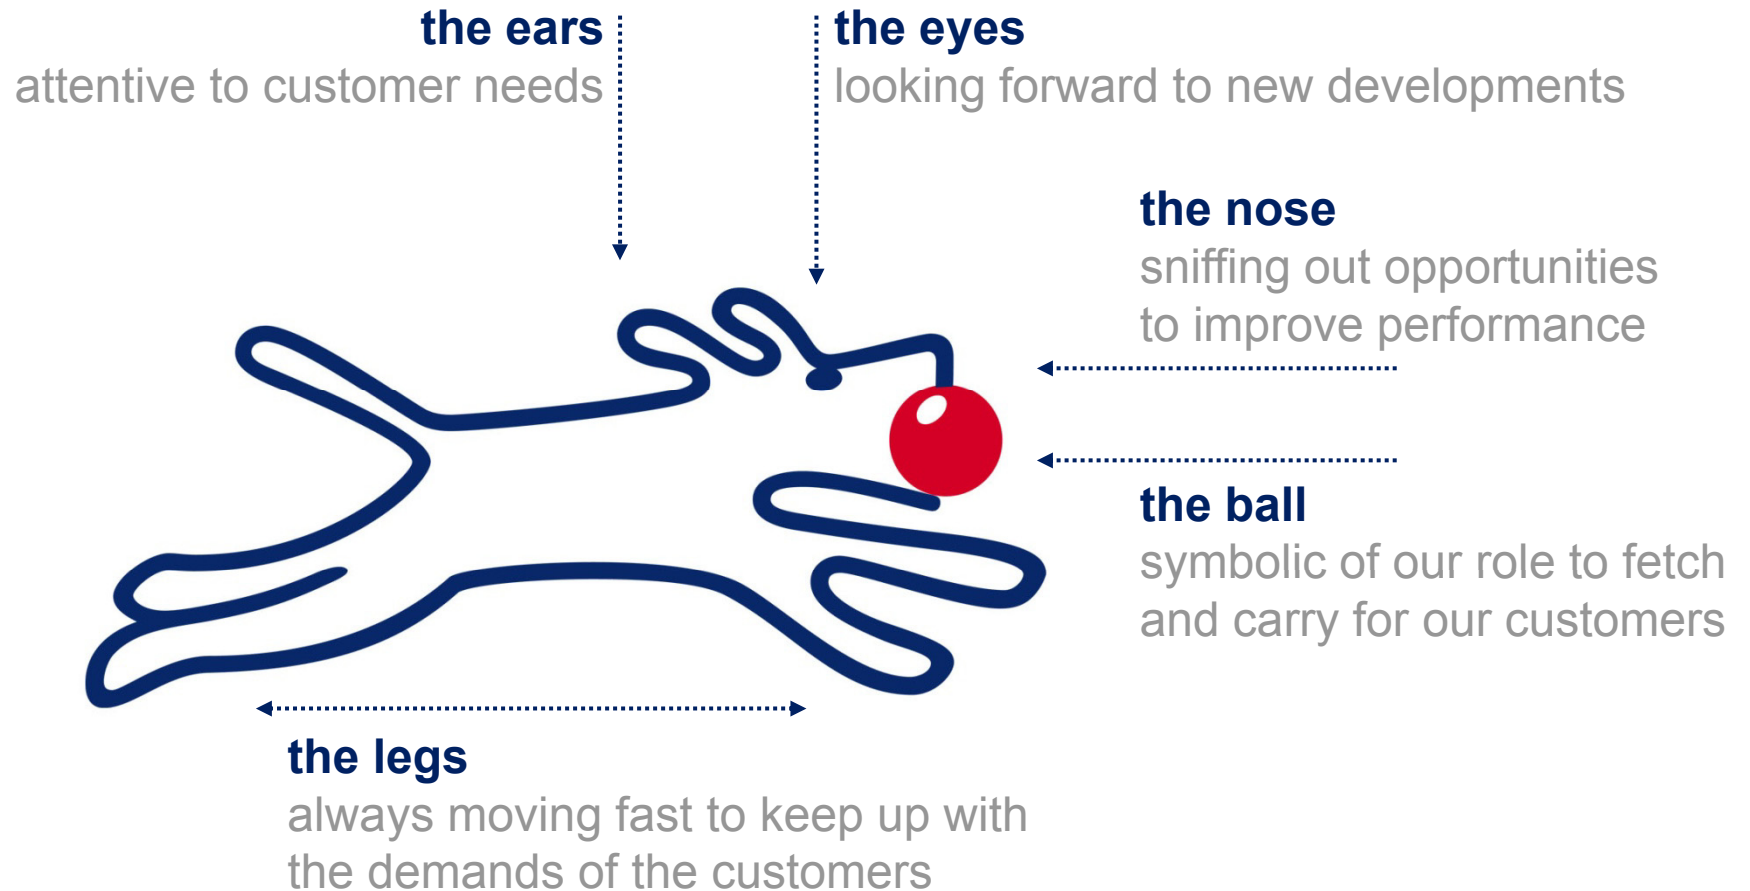 the ears
attentive to customer needs
the eyes
looking forward to new developments
the nose
sniffing out opportunities
to improve performance
the ball
symbolic of our role to fetch
and carry for our customers
the legs
always moving fast to keep up with
the demands of the customers